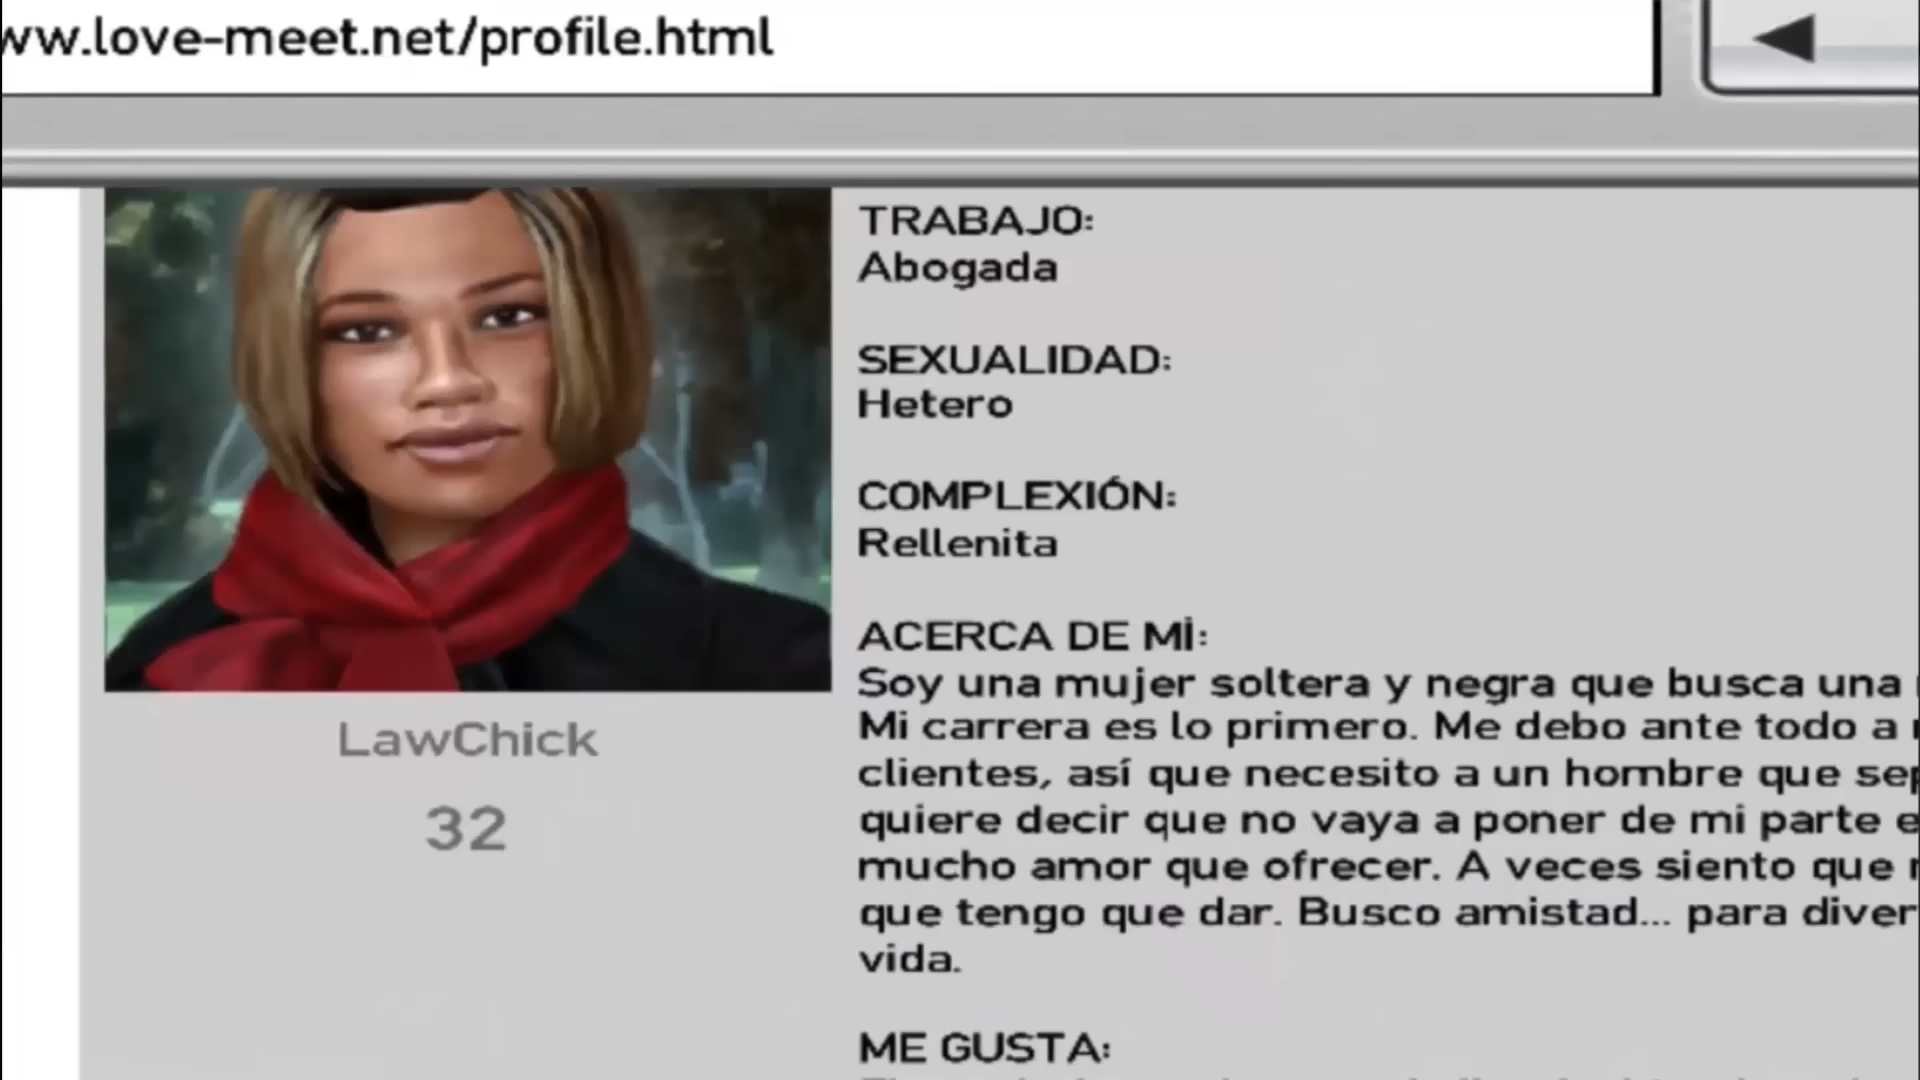 ww.love-meet.net/profile.html
TRABAJO:
Abogada
SEXUALIDAD:
Hetero
COMPLEXIÓN:
Rellenita
ACERCA DE MÍ:
Soy una mujer soltera y negra que busca una
Mi carrera es lo primero. Me debo ante todo a
clientes, así que necesito a un hombre que sep
quiere decir que no vaya a poner de mi parte e
mucho amor que ofrecer. A veces siento que
que tengo que dar. Busco amistad... para diver
vida.
ME GUSTA:
LawChick
32